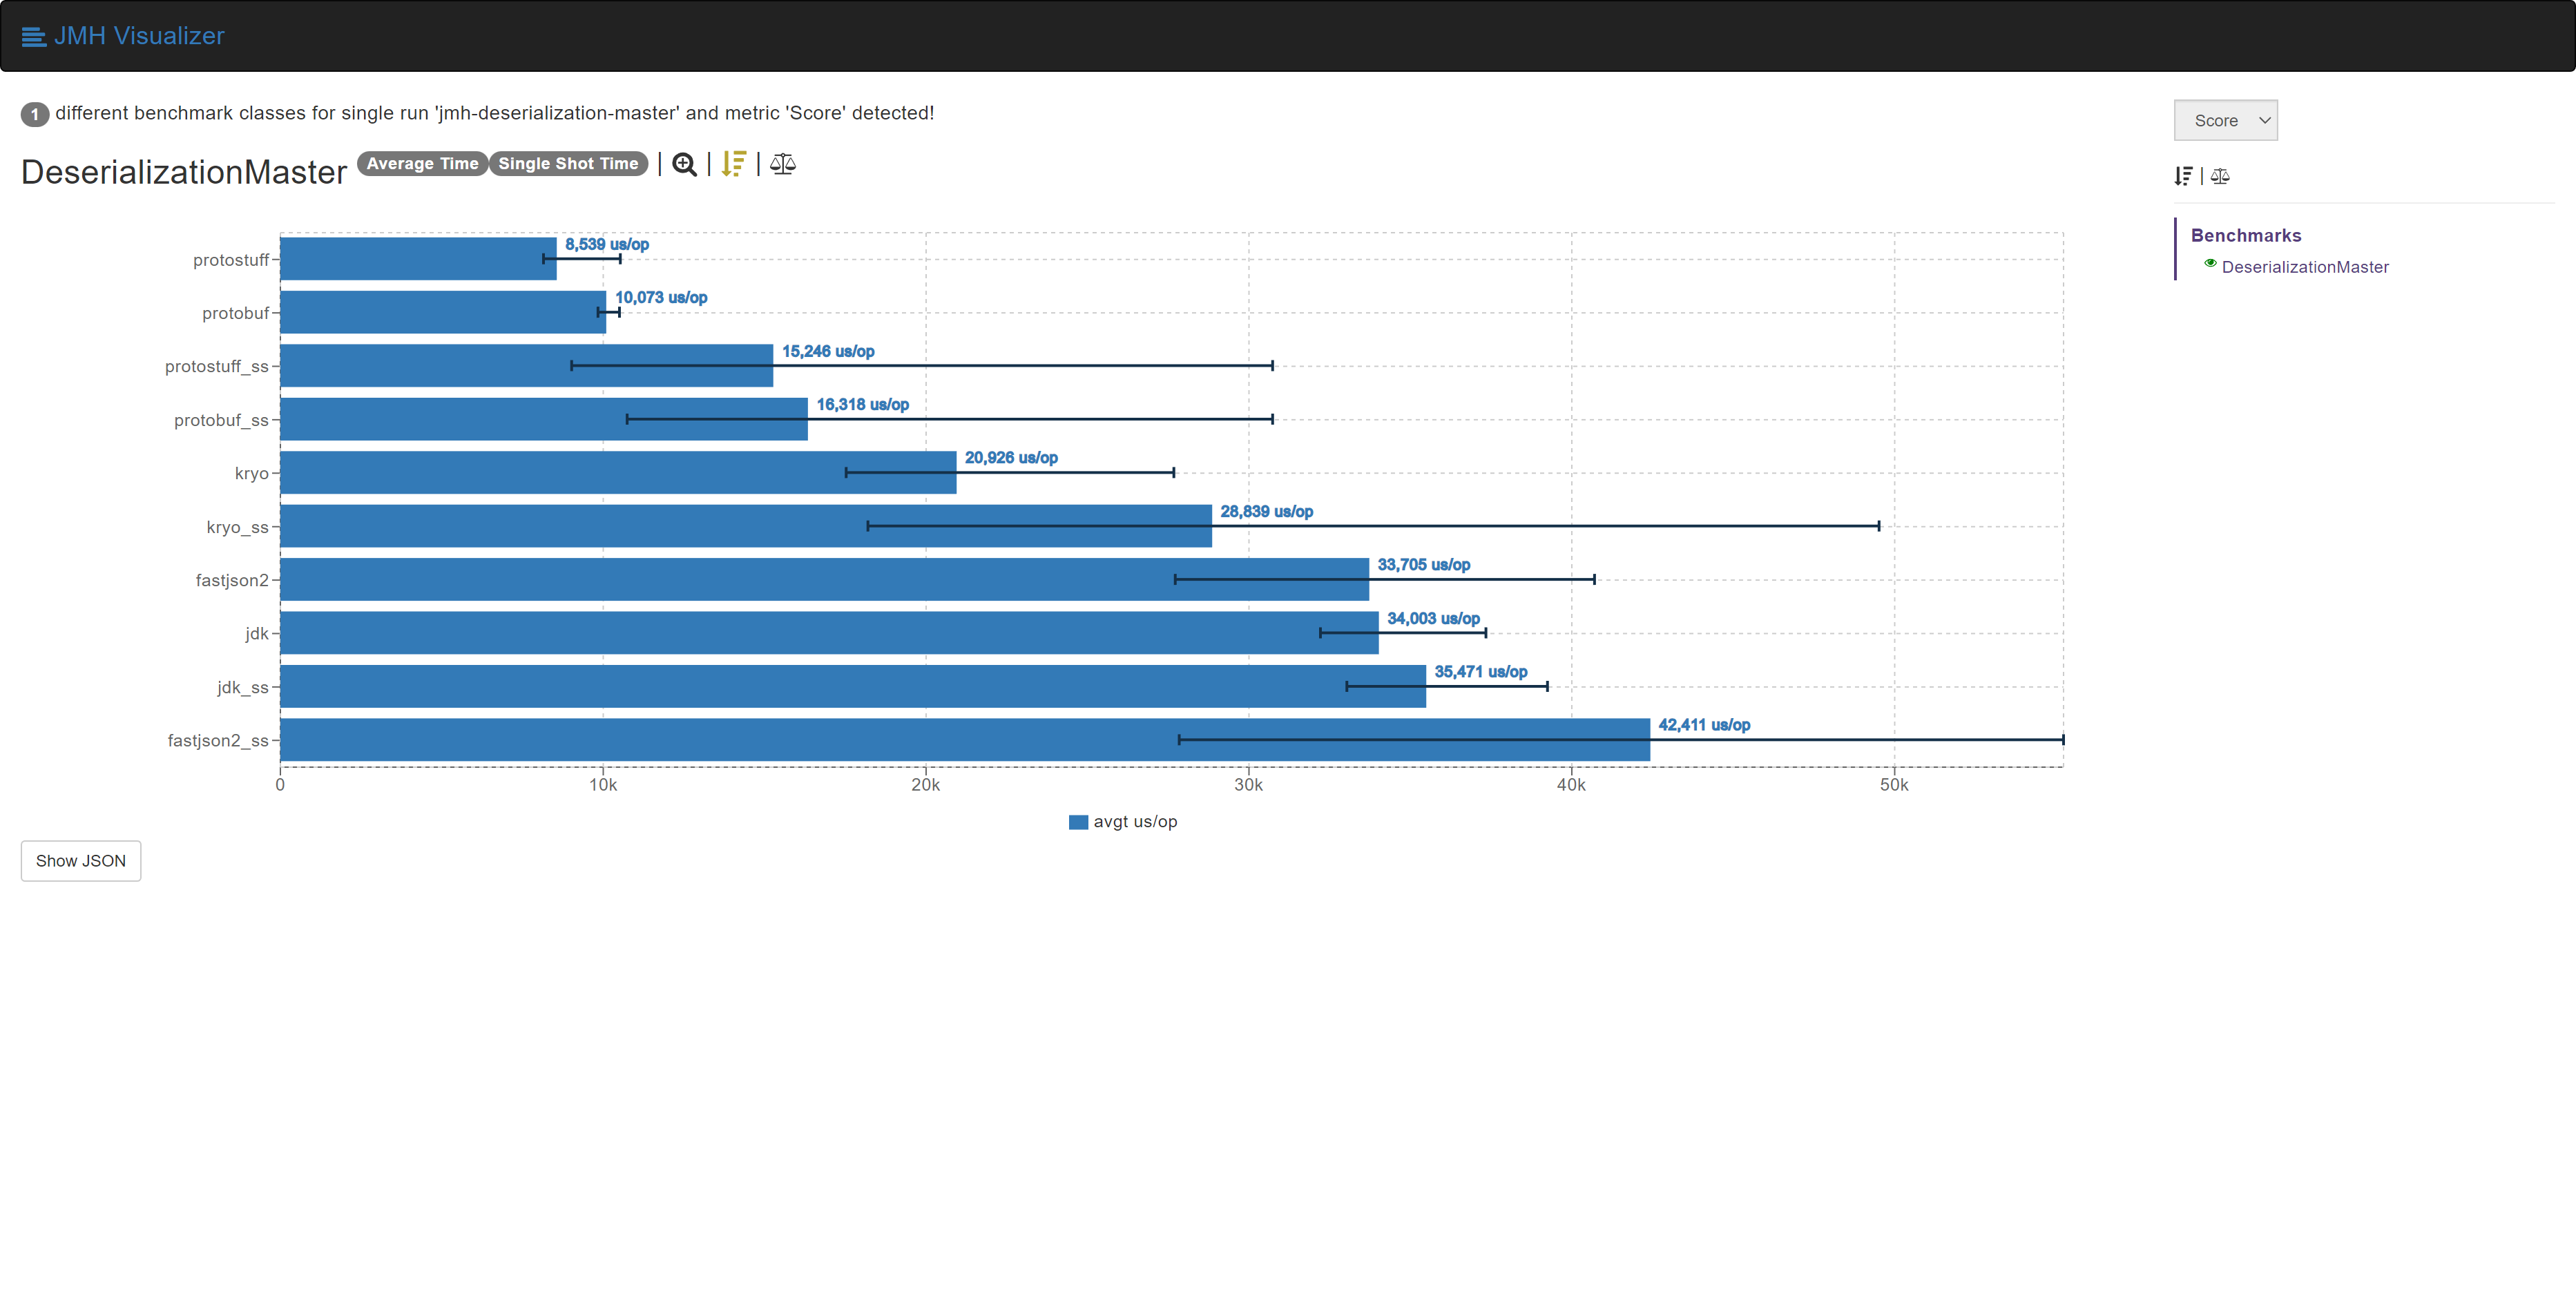 JMH Visualizer
1 different benchmark classes for single run 'jmh-deserialization-master' and metric 'Score' detected!
Score
DeserializationMaster Average Time Single Shot Time | | |
|
Benchmarks
DeserializationMaster
protostuff 8,539 us/op
protobuf 10,073 us/op
protostuff_ss 15,246 us/op
protobuf_ss 16,318 us/op
kryo 20,926 us/op
kryo_ss 28,839 us/op
fastjson2 33,705 us/op
jdk 34,003 us/op
jdk_ss 35,471 us/op
fastjson2_ss 42,411 us/op
0 10k 20k 30k 40k 50k
avgt us/op
Show JSON